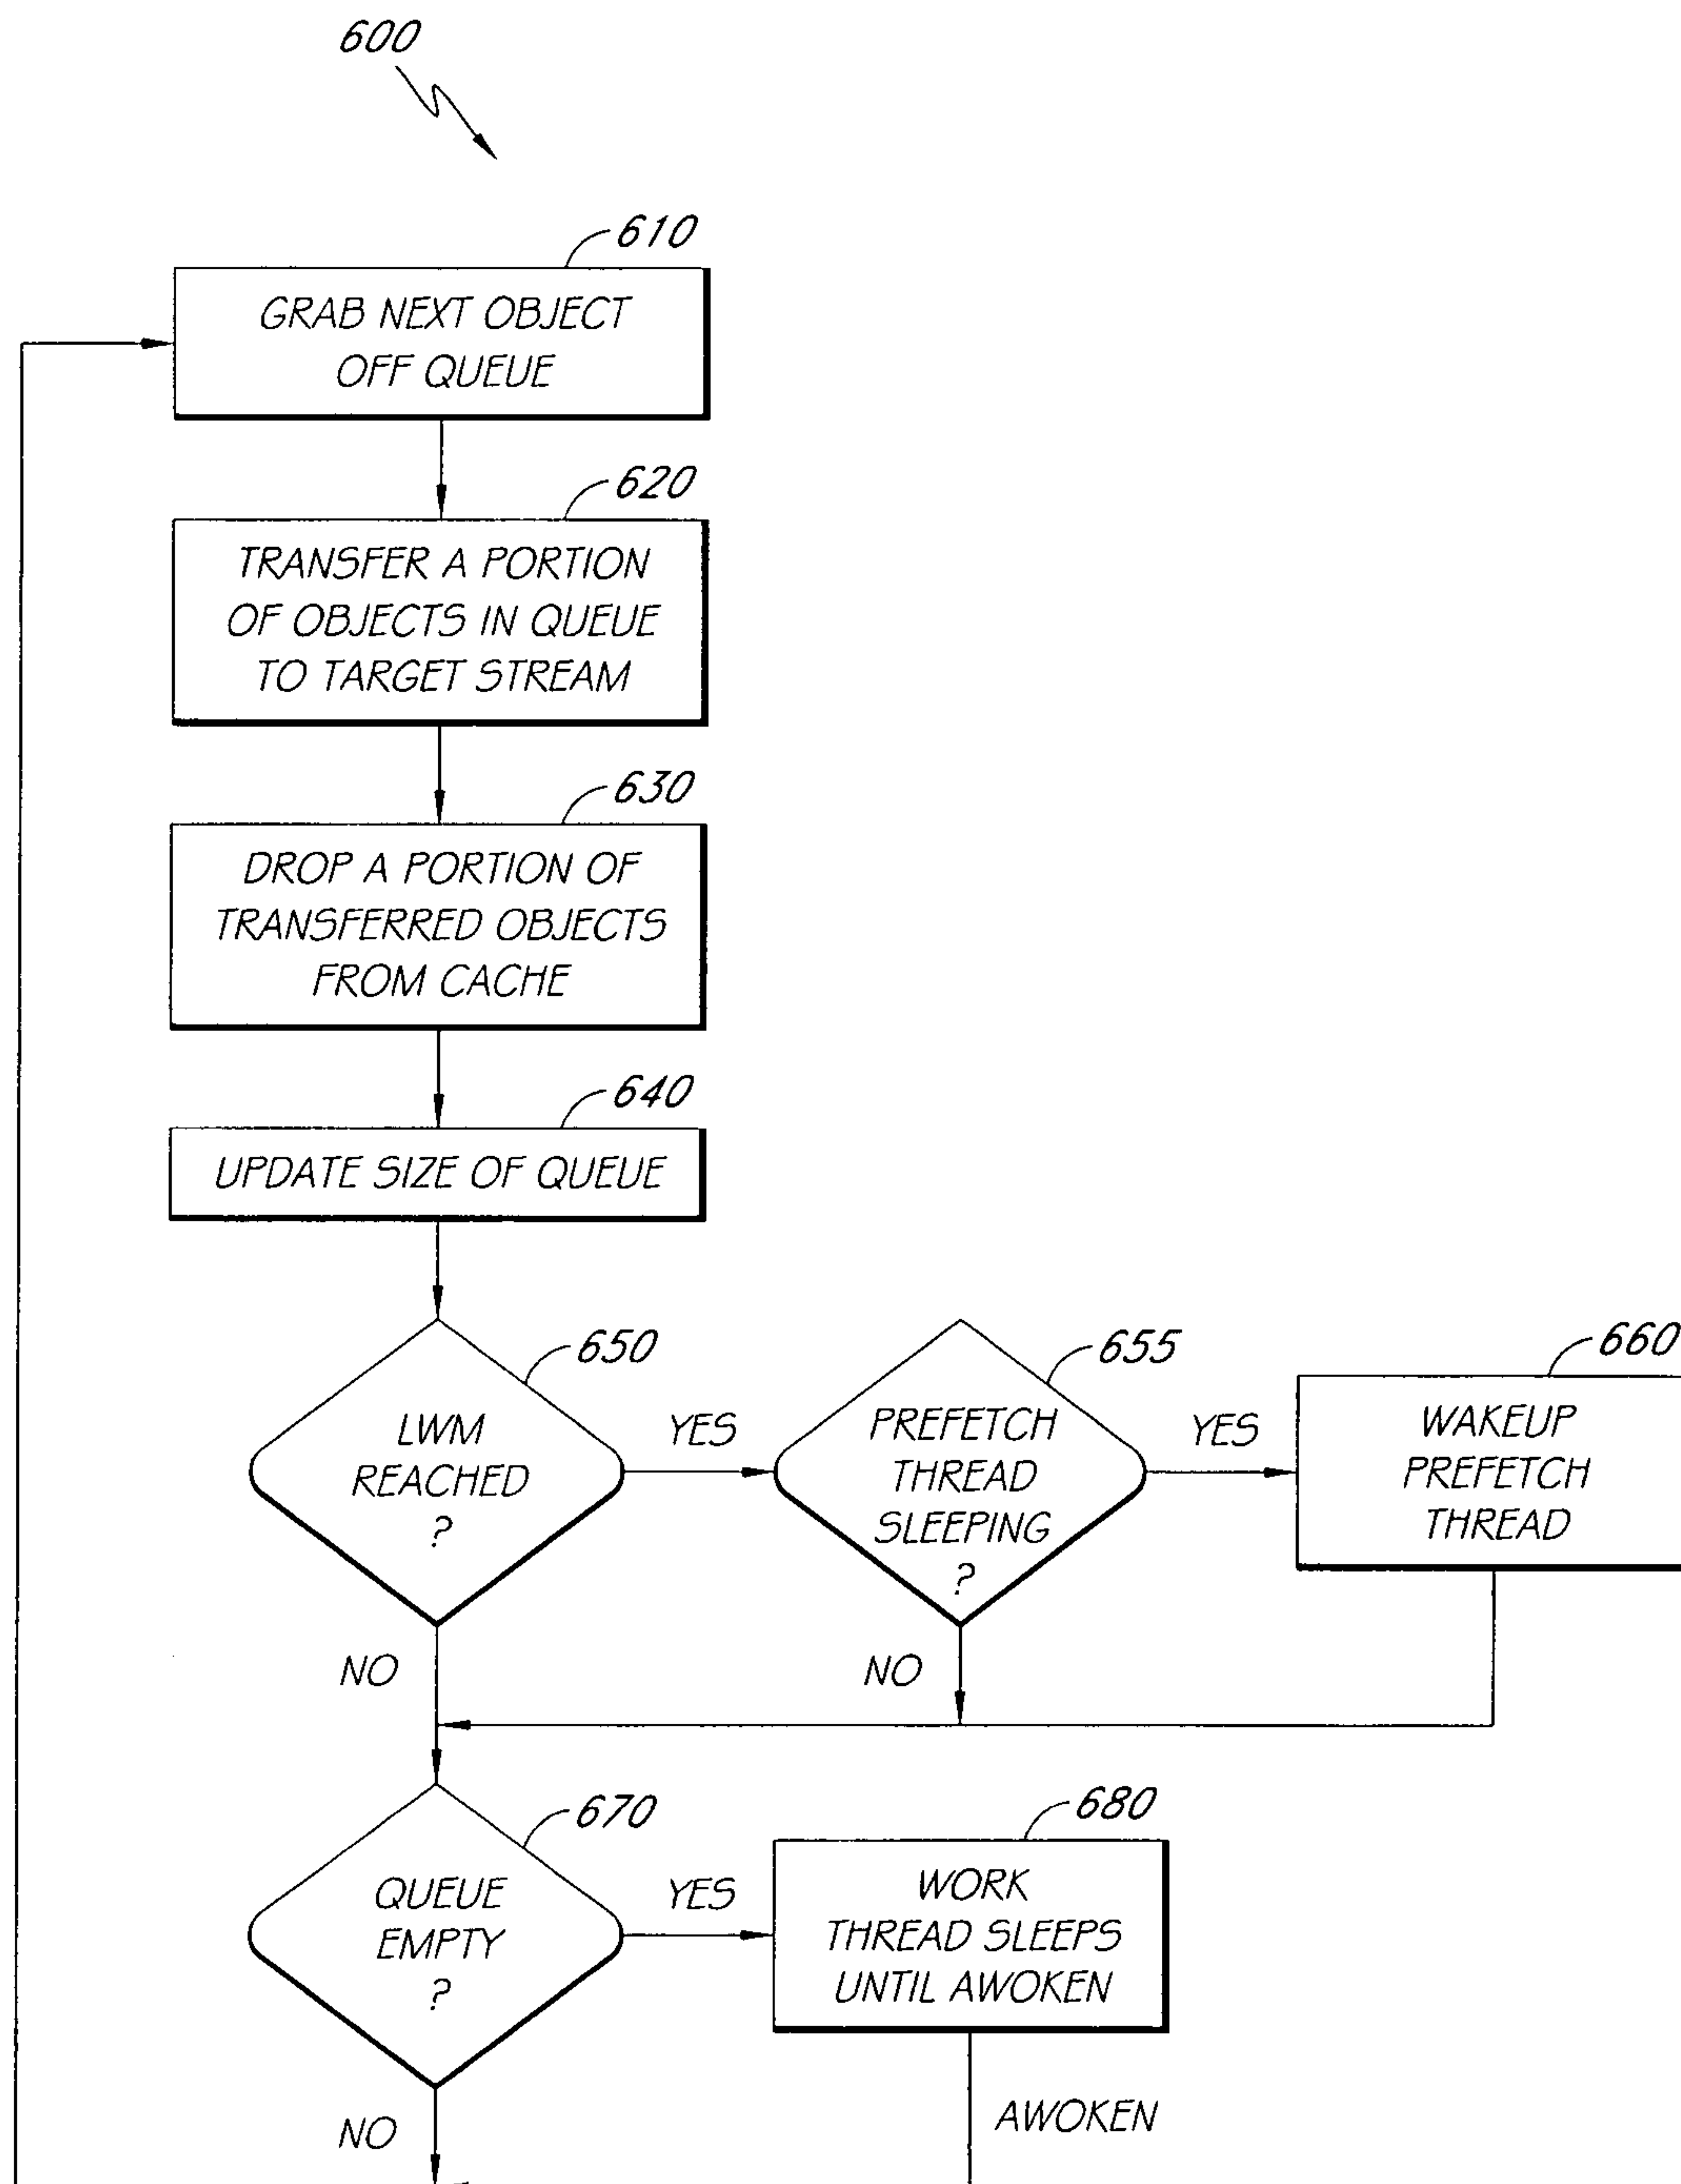 600
610
GRAB NEXT OBJECT
OFF QUEUE
620
TRANSFER A PORTION
OF OBJECTS IN QUEUE
TO TARGET STREAM
630
DROP A PORTION OF
TRANSFERRED OBJECTS
FROM CACHE
640
UPDATE SIZE OF QUEUE
650
LWM
REACHED
?
YES
NO
655
PREFETCH
THREAD
SLEEPING
?
YES
NO
660
WAKEUP
PREFETCH
THREAD
670
QUEUE
EMPTY
?
YES
NO
680
WORK
THREAD SLEEPS
UNTIL AWOKEN
AWOKEN